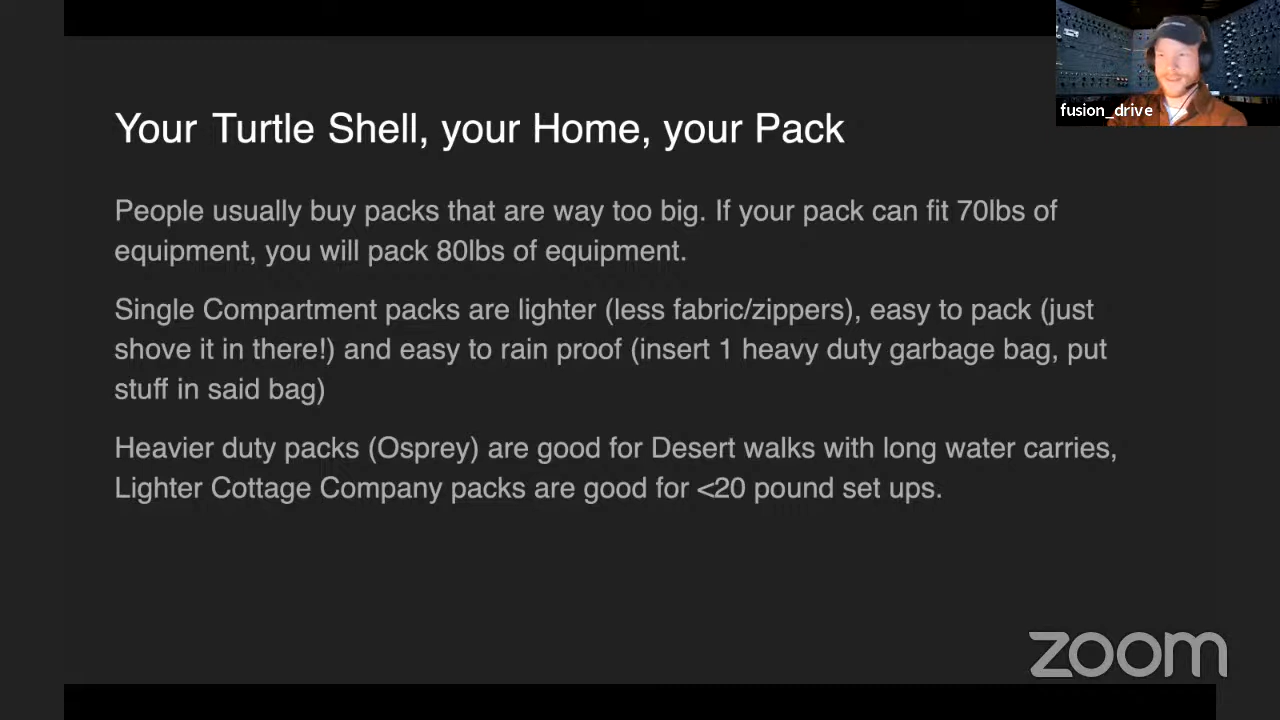 Your Turtle Shell, your Home, your Pack
fusion_drive
People usually buy packs that are way too big. If your pack can fit 70lbs of
equipment, you will pack 80lbs of equipment.
Single Compartment packs are lighter (less fabric/zippers), easy to pack (just
shove it in there!) and easy to rain proof (insert 1 heavy duty garbage bag, put
stuff in said bag)
Heavier duty packs (Osprey) are good for Desert walks with long water carries,
Lighter Cottage Company packs are good for <20 pound set ups.
zoom